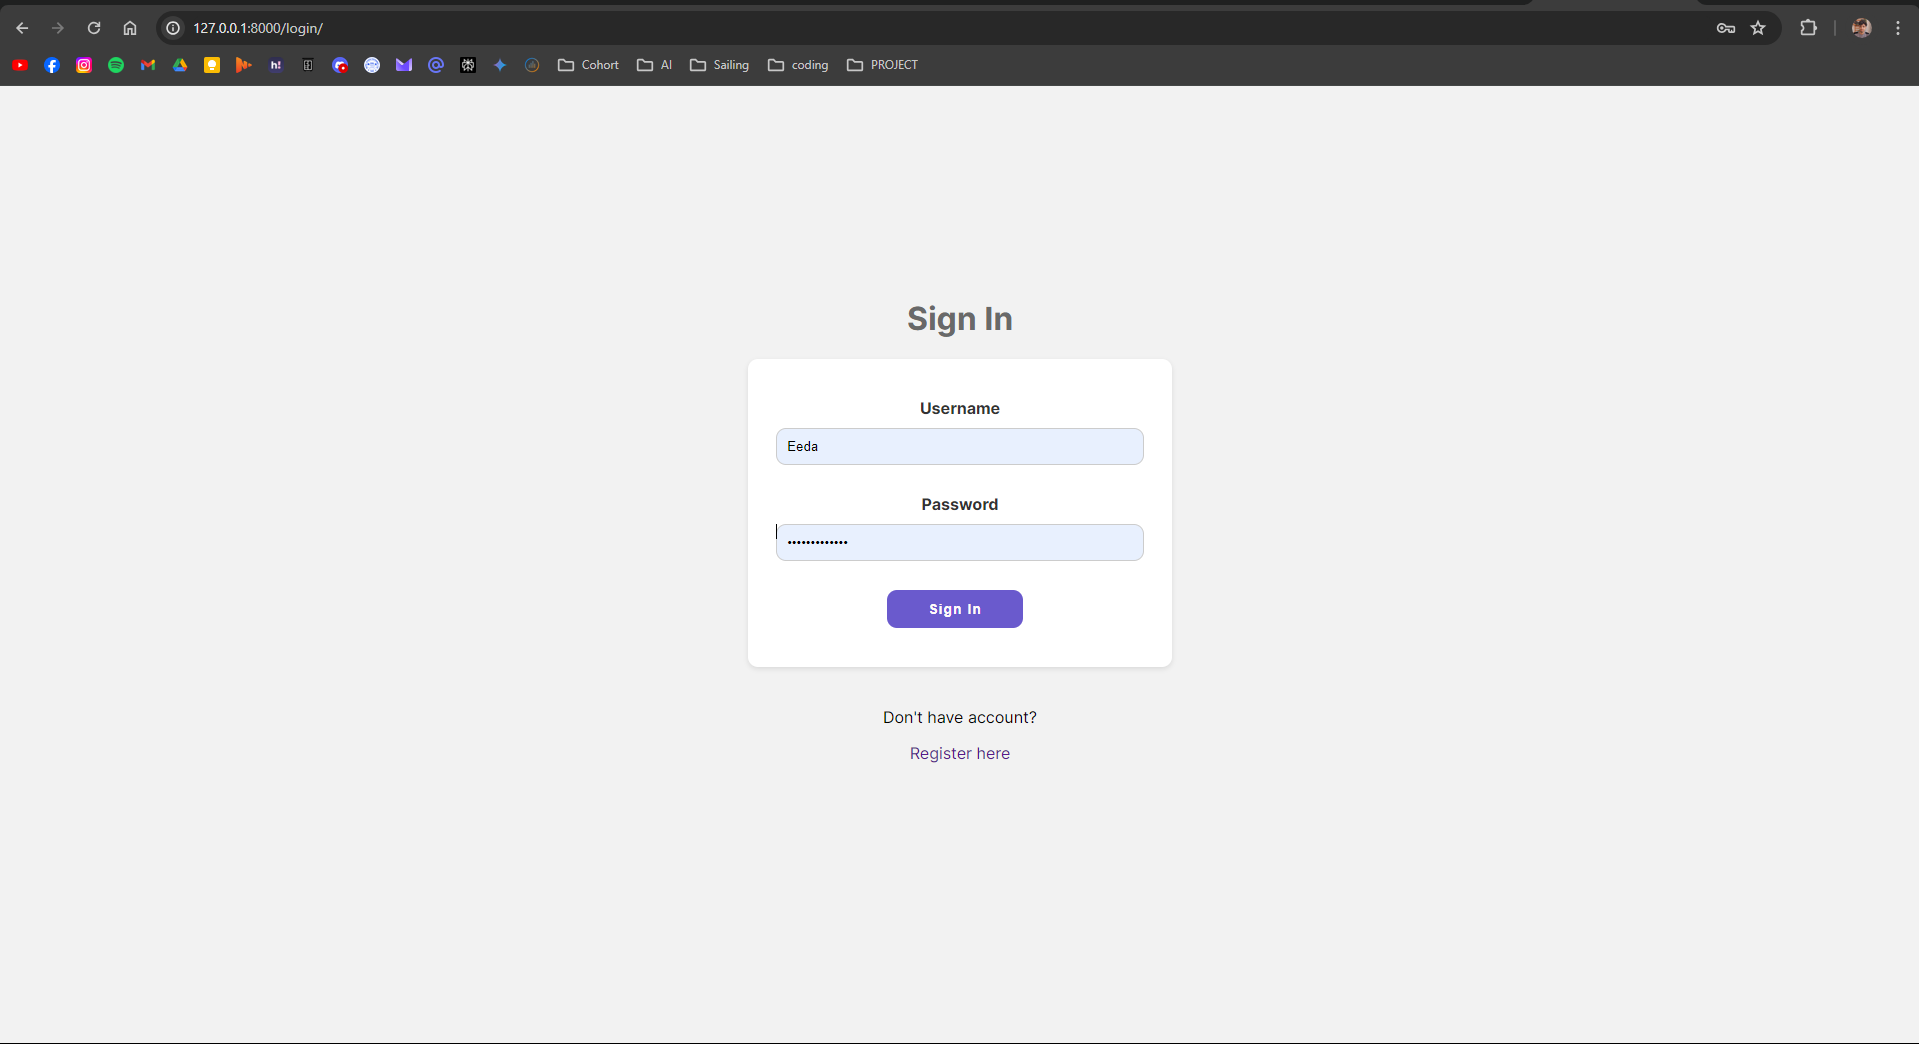 127.0.0.1:8000/login/
h!
Cohort
AI
Sailing
coding
PROJECT
Sign In
Username
Eeda
Password
•••••••••••••
Sign In
Don't have account?
Register here